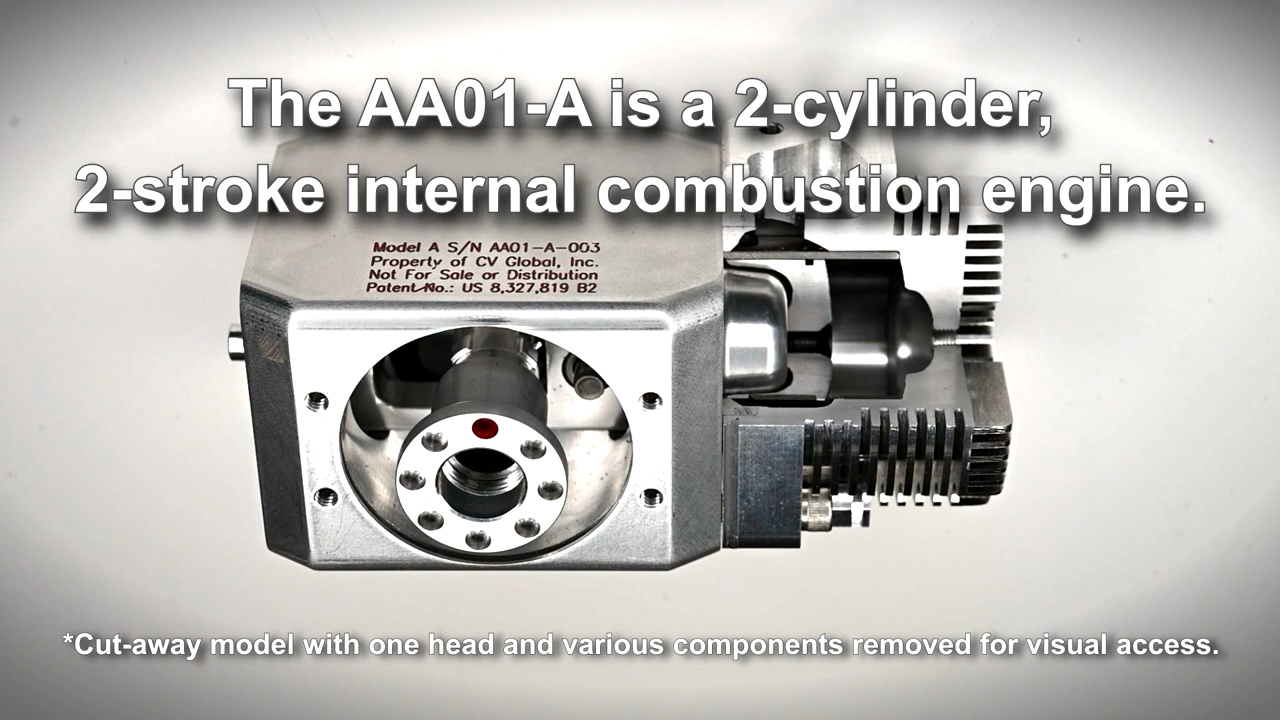 The AA01-A is a 2-cylinder,
2-stroke internal combustion engine.
Model A S/N AA01-A-003
Property of CV Global, Inc.
Not For Sale or Distribution
Patent No.: US 8,327,819 B2
*Cut-away model with one head and various components removed for visual access.